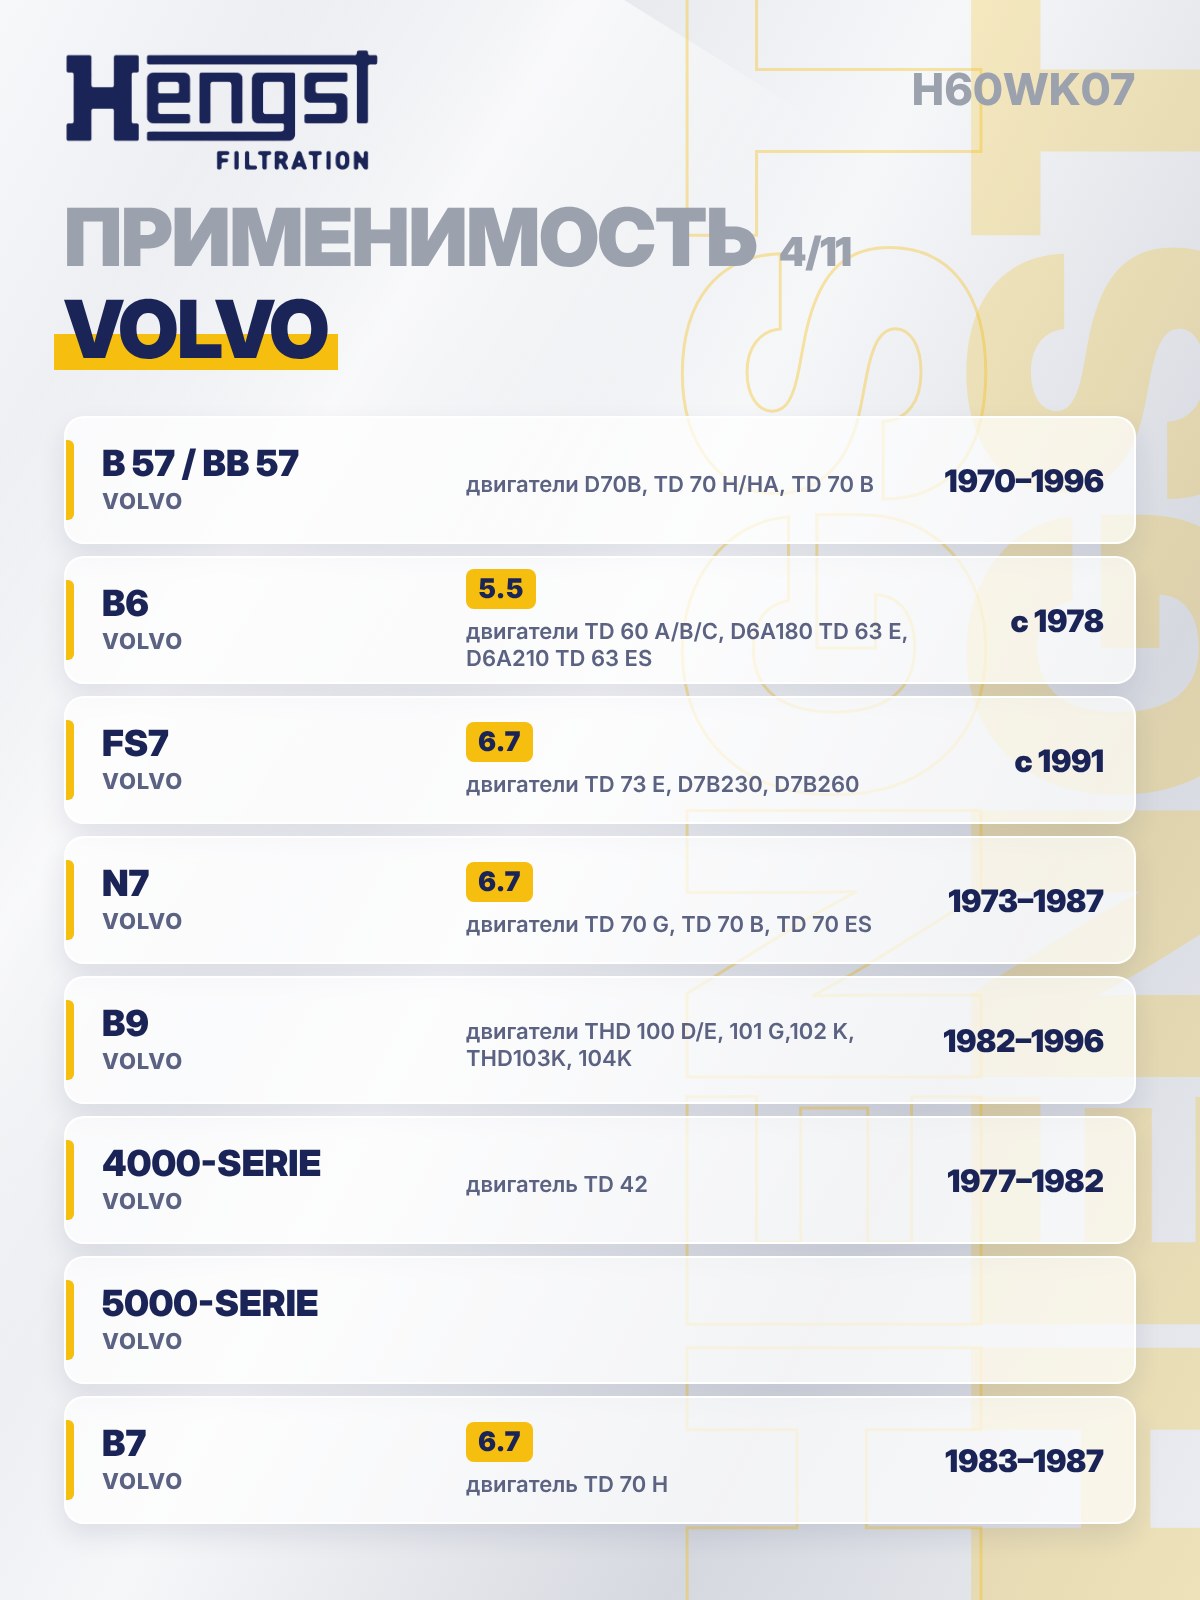 Hengst
FILTRATION
H60WK07
ПРИМЕНИМОСТЬ 4/11
VOLVO
B 57 / BB 57
VOLVO
двигатели D70B, TD 70 H/HA, TD 70 B
1970–1996
B6
VOLVO
5.5
двигатели TD 60 A/B/C, D6A180 TD 63 E,
D6A210 TD 63 ES
с 1978
FS7
VOLVO
6.7
двигатели TD 73 E, D7B230, D7B260
с 1991
N7
VOLVO
6.7
двигатели TD 70 G, TD 70 B, TD 70 ES
1973–1987
B9
VOLVO
двигатели THD 100 D/E, 101 G,102 K,
THD103K, 104K
1982–1996
4000-SERIE
VOLVO
двигатель TD 42
1977–1982
5000-SERIE
VOLVO
B7
VOLVO
6.7
двигатель TD 70 H
1983–1987
HENGST
HENGST